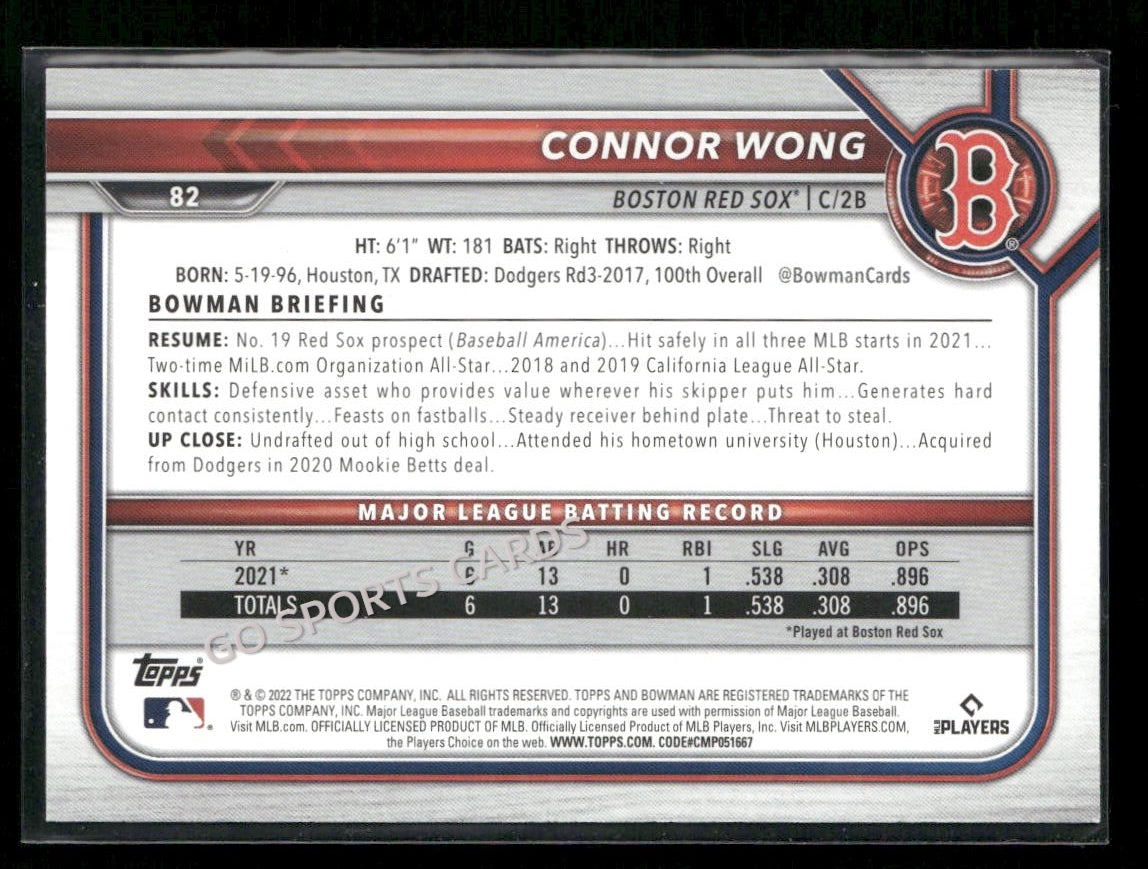 CONNOR WONG
82
BOSTON RED SOX® | C/2B
B
®
HT: 6'1" WT: 181 BATS: Right THROWS: Right
BORN: 5-19-96, Houston, TX DRAFTED: Dodgers Rd3-2017, 100th Overall @BowmanCards
BOWMAN BRIEFING
RESUME: No. 19 Red Sox prospect (Baseball America)...Hit safely in all three MLB starts in 2021...
Two-time MiLB.com Organization All-Star...2018 and 2019 California League All-Star.
SKILLS: Defensive asset who provides value wherever his skipper puts him...Generates hard
contact consistently...Feasts on fastballs...Steady receiver behind plate...Threat to steal.
UP CLOSE: Undrafted out of high school...Attended his hometown university (Houston)...Acquired
from Dodgers in 2020 Mookie Betts deal.
MAJOR LEAGUE BATTING RECORD
YR G AB HR RBI SLG AVG OPS
2021* 6 13 0 1 .538 .308 .896
TOTALS 6 13 0 1 .538 .308 .896
*Played at Boston Red Sox
GO SPORTS CARDS
Topps
® & © 2022 THE TOPPS COMPANY, INC. ALL RIGHTS RESERVED. TOPPS AND BOWMAN ARE REGISTERED TRADEMARKS OF THE
TOPPS COMPANY, INC. Major League Baseball trademarks and copyrights are used with permission of Major League Baseball.
Visit MLB.com. OFFICIALLY LICENSED PRODUCT OF MLB. Officially Licensed Product of MLB Players, Inc. Visit MLBPLAYERS.COM,
the Players Choice on the web. WWW.TOPPS.COM. CODE#CMP051667
MLB PLAYERS